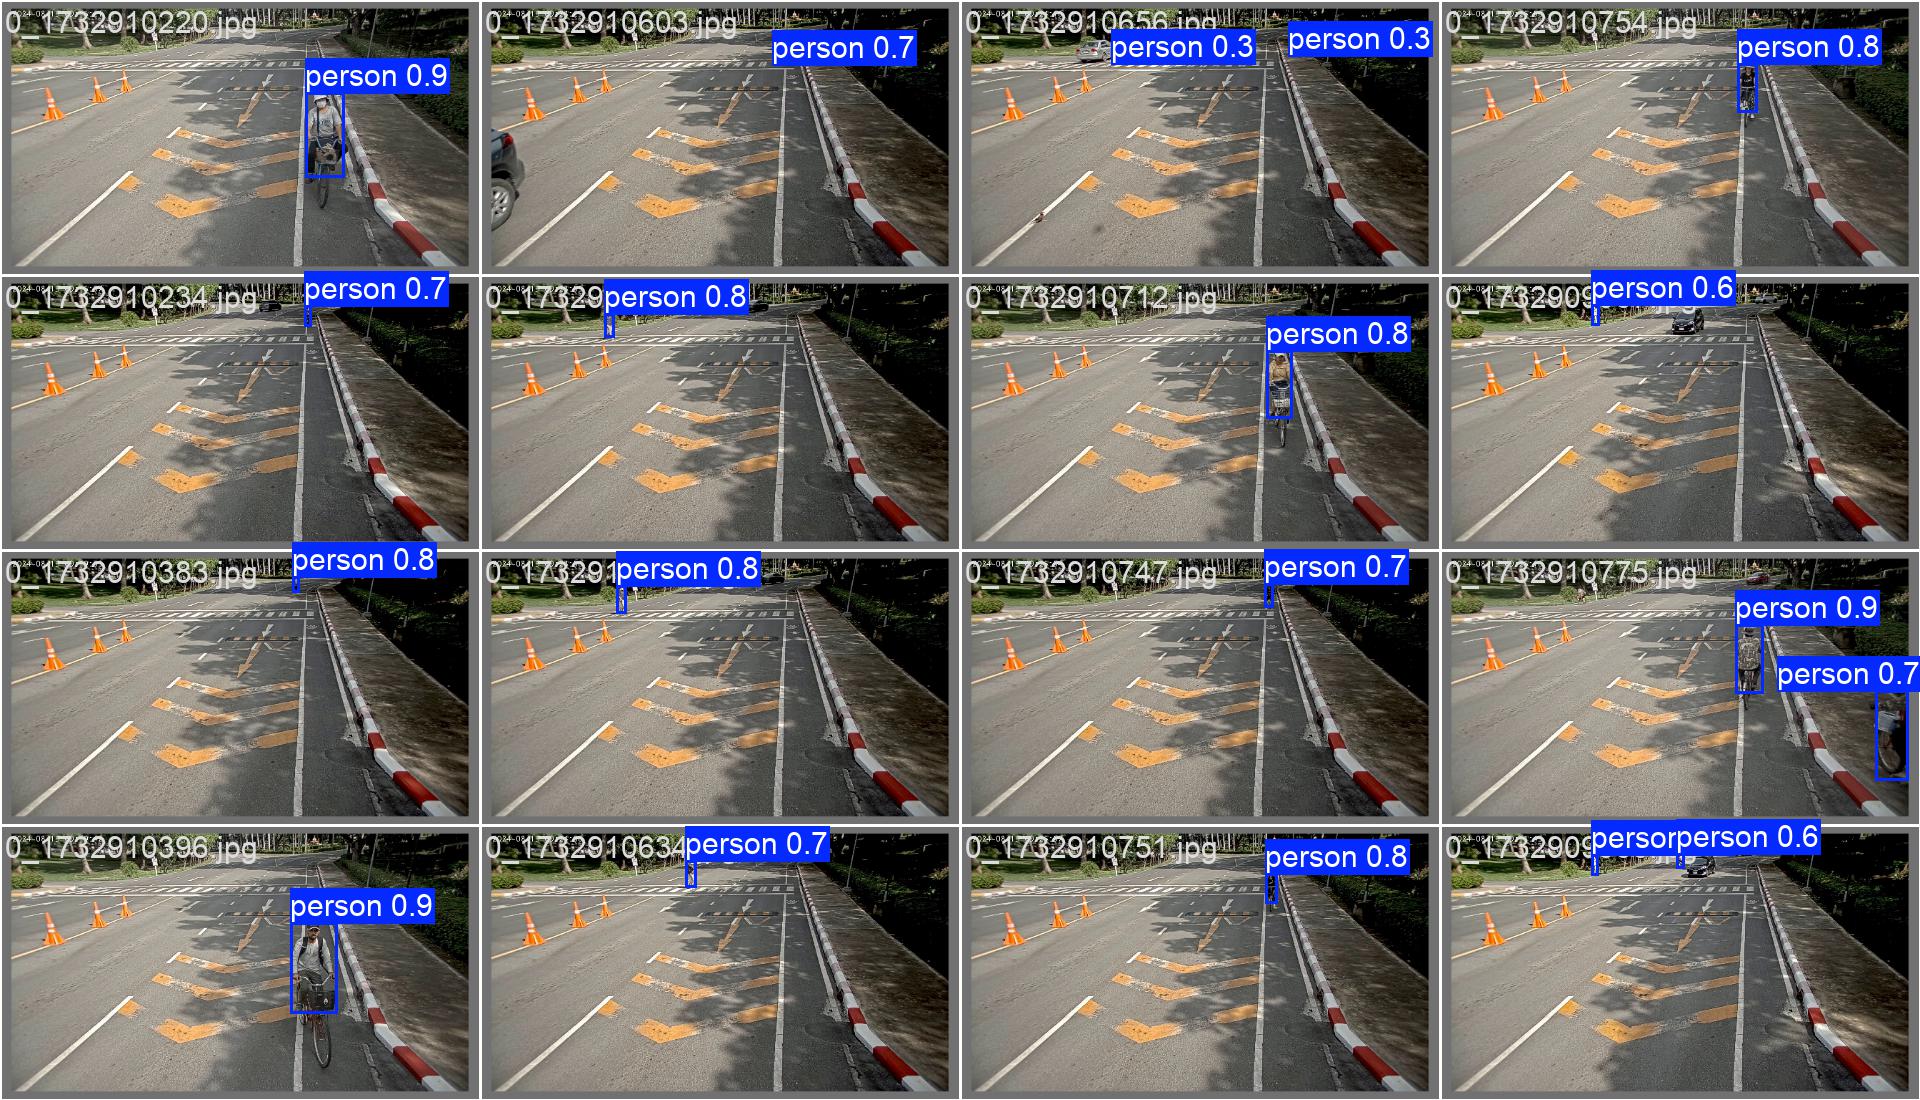 0_1732910220.jpg
person 0.9
0_1732910603.jpg
person 0.7
0_1732910656.jpg
person 0.3
person 0.3
0_1732910754.jpg
person 0.8
0_1732910234.jpg
person 0.7
0_17329
person 0.8
0_1732910712.jpg
person 0.8
0_173290
person 0.6
0_1732910383.jpg
person 0.8
0_173291
person 0.8
0_1732910747.jpg
person 0.7
0_1732910775.jpg
person 0.9
person 0.7
0_1732910396.jpg
person 0.9
0_1732910634
person 0.7
0_1732910751.jpg
person 0.8
0_173290
person 0.6